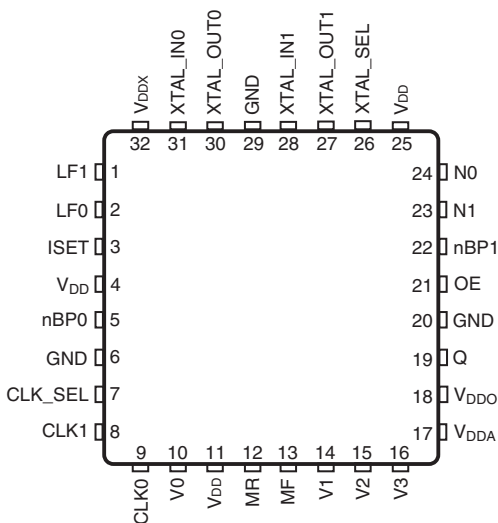 VDDX
XTAL_IN0
XTAL_OUT0
GND
XTAL_IN1
XTAL_OUT1
XTAL_SEL
VDD
32 31 30 29 28 27 26 25
LF1 1
LF0 2
ISET 3
VDD 4
nBP0 5
GND 6
CLK_SEL 7
CLK1 8
24 N0
23 N1
22 nBP1
21 OE
20 GND
19 Q
18 VDDO
17 VDDA
9 10 11 12 13 14 15 16
CLK0
V0
VDD
MR
MF
V1
V2
V3